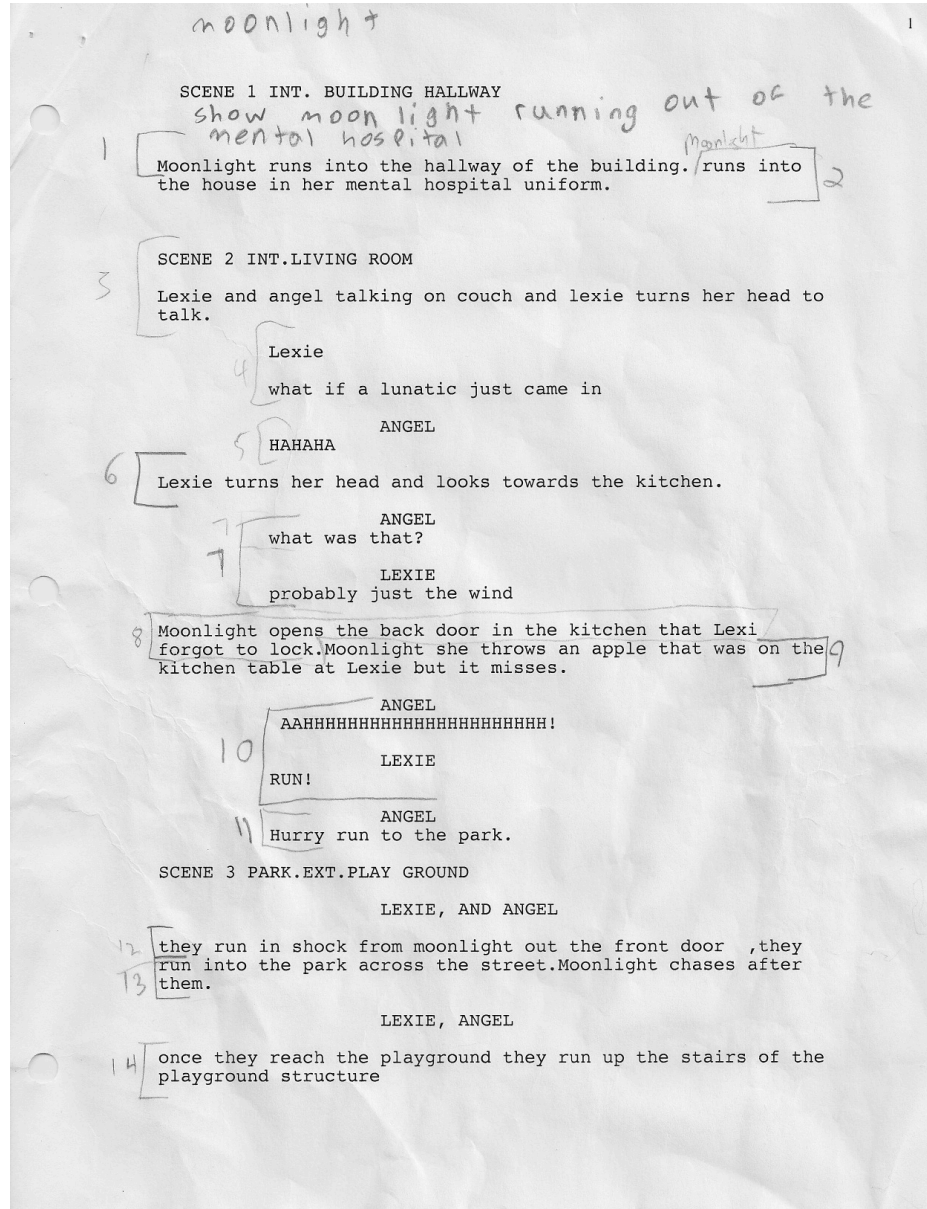 moonlight
1
SCENE 1 INT. BUILDING HALLWAY
show moon light running out of the
mental hospital
1
Moonlight
Moonlight runs into the hallway of the building. runs into
2
the house in her mental hospital uniform.
3
SCENE 2 INT.LIVING ROOM
Lexie and angel talking on couch and lexie turns her head to
talk.
4
Lexie
what if a lunatic just came in
5
ANGEL
HAHAHA
6
Lexie turns her head and looks towards the kitchen.
7
ANGEL
what was that?
7
LEXIE
probably just the wind
8
Moonlight opens the back door in the kitchen that Lexi
forgot to lock.Moonlight she throws an apple that was on the
9
kitchen table at Lexie but it misses.
ANGEL
AAHHHHHHHHHHHHHHHHHHHHHHH!
10
LEXIE
RUN!
11
ANGEL
Hurry run to the park.
SCENE 3 PARK.EXT.PLAY GROUND
LEXIE, AND ANGEL
12
they run in shock from moonlight out the front door ,they
13
run into the park across the street.Moonlight chases after
them.
LEXIE, ANGEL
14
once they reach the playground they run up the stairs of the
playground structure